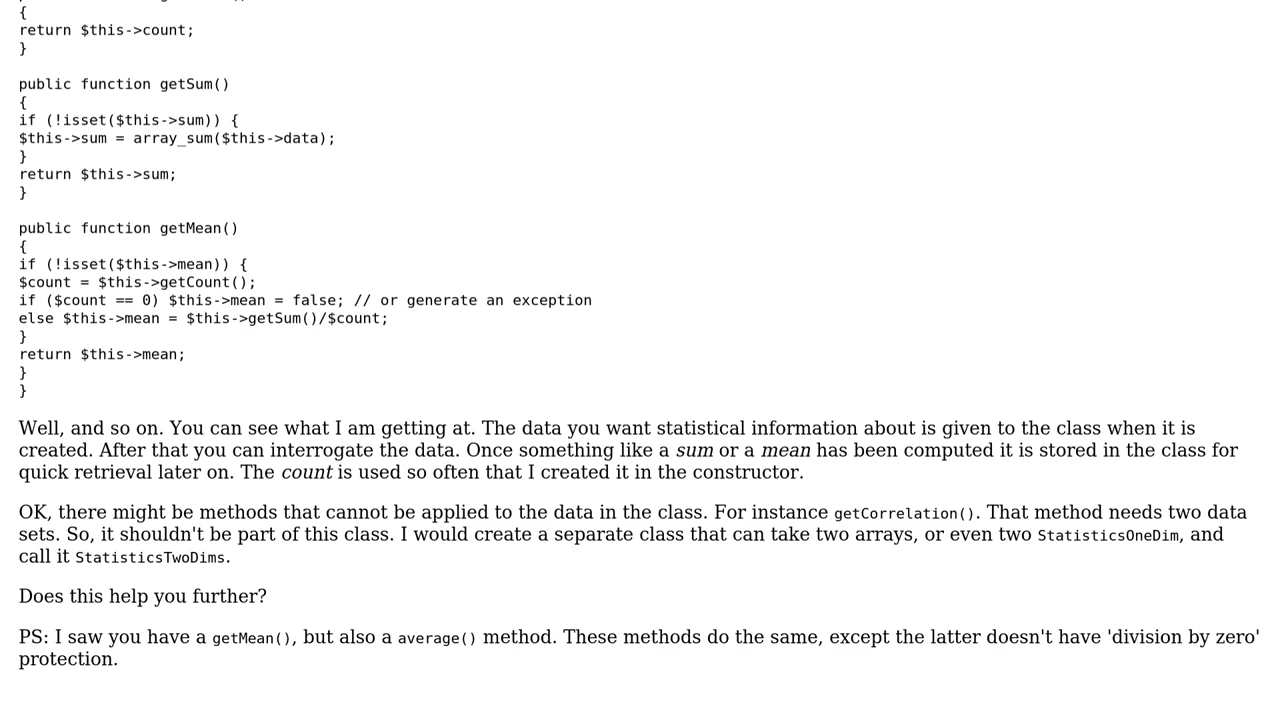 {
return $this->count;
}
public function getSum()
{
if (!isset($this->sum)) {
$this->sum = array_sum($this->data);
}
return $this->sum;
}
public function getMean()
{
if (!isset($this->mean)) {
$count = $this->getCount();
if ($count == 0) $this->mean = false; // or generate an exception
else $this->mean = $this->getSum()/$count;
}
return $this->mean;
}
}
Well, and so on. You can see what I am getting at. The data you want statistical information about is given to the class when it is
created. After that you can interrogate the data. Once something like a sum or a mean has been computed it is stored in the class for
quick retrieval later on. The count is used so often that I created it in the constructor.
OK, there might be methods that cannot be applied to the data in the class. For instance getCorrelation(). That method needs two data
sets. So, it shouldn't be part of this class. I would create a separate class that can take two arrays, or even two StatisticsOneDim, and
call it StatisticsTwoDims.
Does this help you further?
PS: I saw you have a getMean(), but also a average() method. These methods do the same, except the latter doesn't have 'division by zero'
protection.